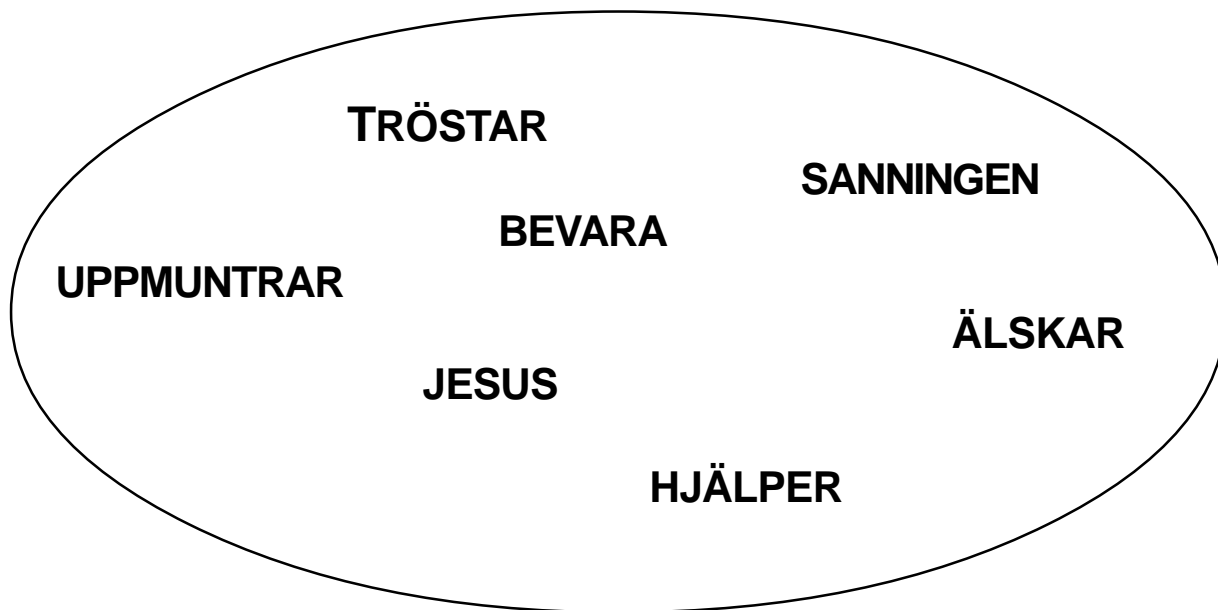 TRÖSTAR
SANNINGEN
BEVARA
UPPMUNTRAR
ÄLSKAR
JESUS
HJÄLPER